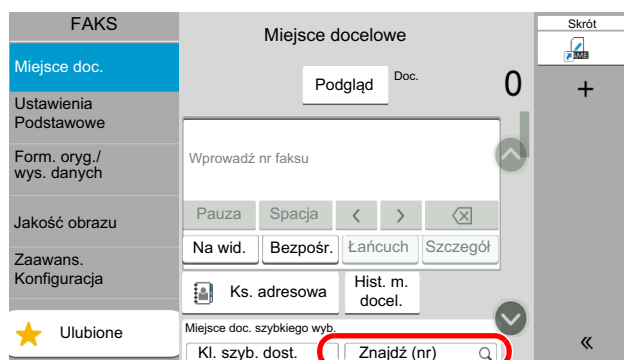 FAKS
Miejsce doc.
Ustawienia
Podstawowe
Form. oryg./
wys. danych
Jakość obrazu
Zaawans.
Konfiguracja
Ulubione
Miejsce docelowe
Podgląd
Doc.
0
Wprowadź nr faksu
Pauza Spacja
Na wid. Bezpośr. Łańcuch Szczegół
Ks. adresowa
Hist. m.
docel.
Miejsce doc. szybkiego wyb.
Kl. szyb. dost. Znajdź (nr)
Skrót
NAME
+
«